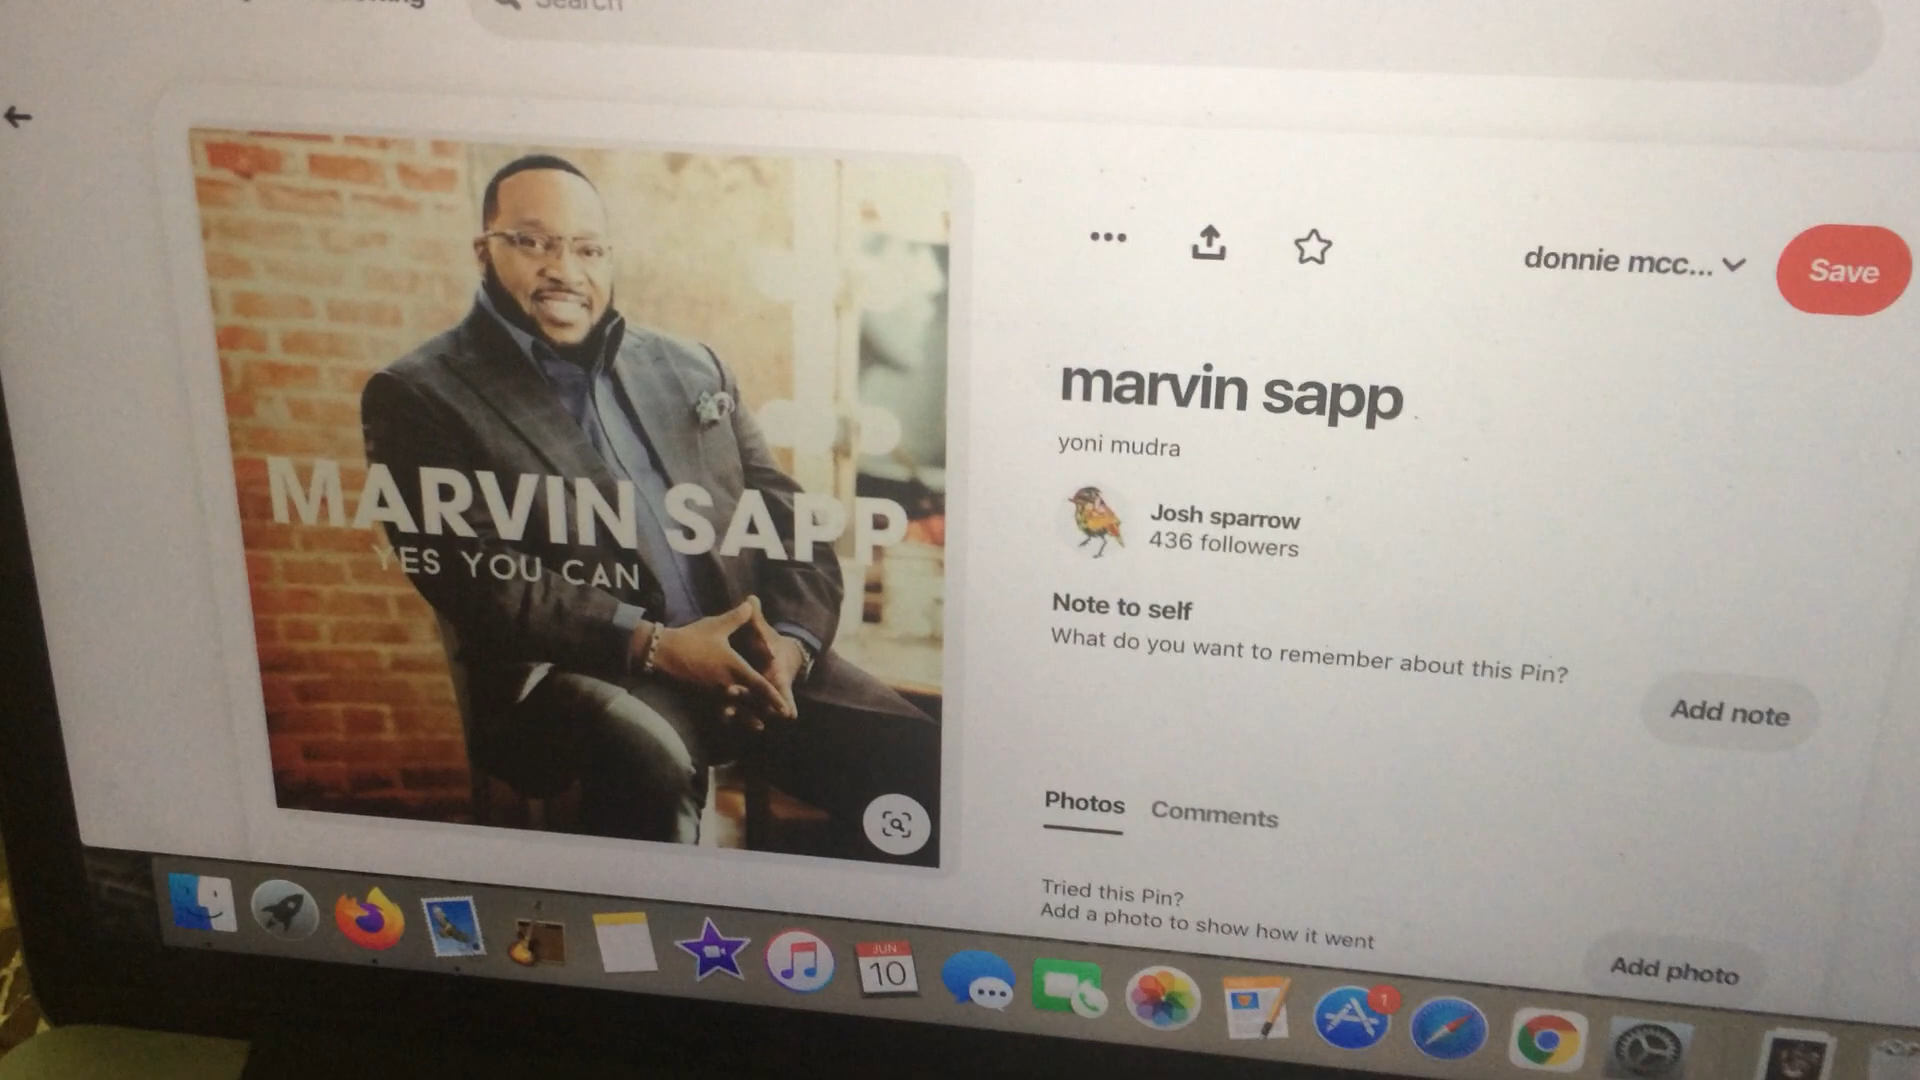 Search
donnie mcc...
Save
MARVIN SAPP
YES YOU CAN
marvin sapp
yoni mudra
Josh sparrow
436 followers
Note to self
What do you want to remember about this Pin?
Add note
Photos
Comments
Tried this Pin?
Add a photo to show how it went
Add photo
JUN
10
1